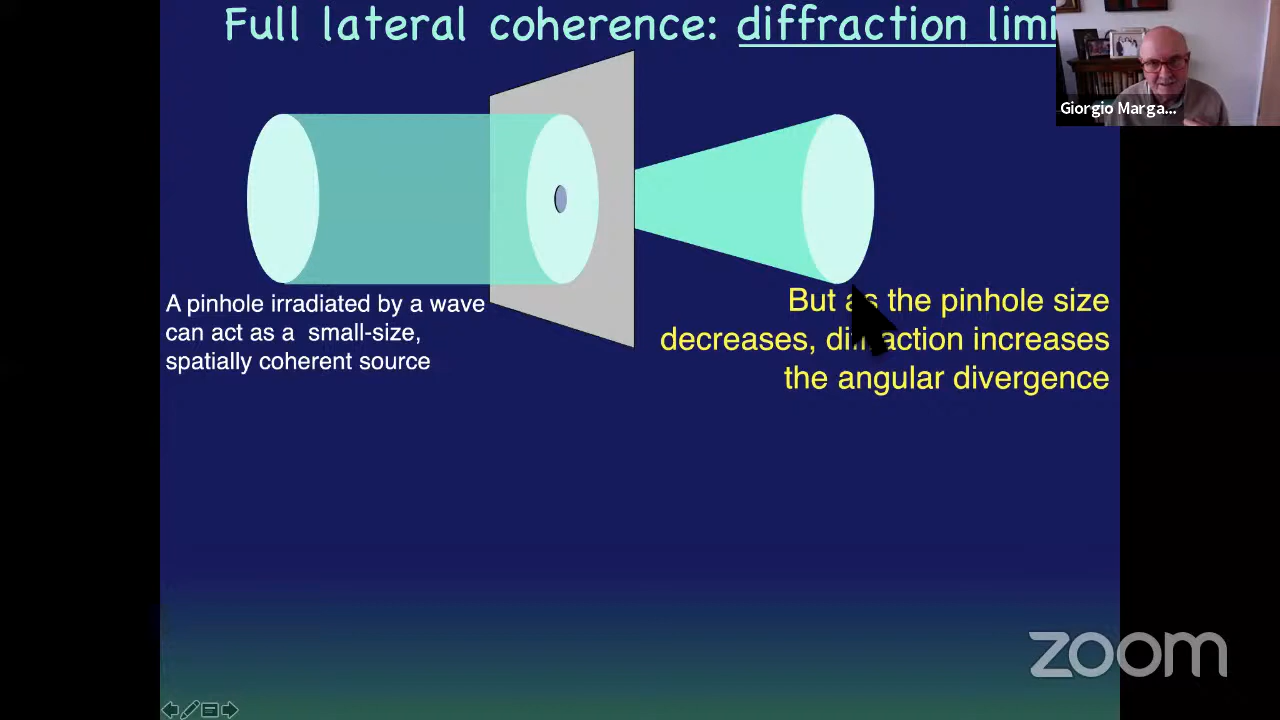 Full lateral coherence: diffraction limi
Giorgio Marga...
A pinhole irradiated by a wave
can act as a small-size,
spatially coherent source
But as the pinhole size
decreases, diffraction increases
the angular divergence
zoom